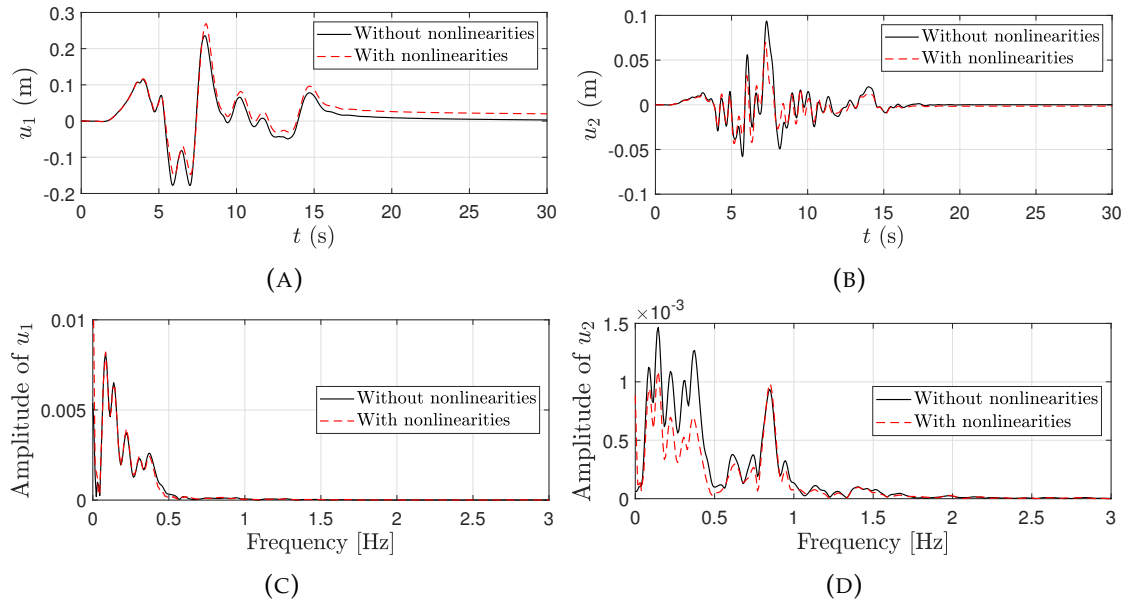 0.3
0.2
0.1
0
-0.1
-0.2
u1 (m)
Without nonlinearities
With nonlinearities
0 5 10 15 20 25 30
t (s)
(A)
0.1
0.05
0
-0.05
-0.1
u2 (m)
Without nonlinearities
With nonlinearities
0 5 10 15 20 25 30
t (s)
(B)
0.01
0.005
0
Amplitude of u1
Without nonlinearities
With nonlinearities
0 0.5 1 1.5 2 2.5 3
Frequency [Hz]
(C)
×10-3
1.5
1
0.5
0
Amplitude of u2
Without nonlinearities
With nonlinearities
0 0.5 1 1.5 2 2.5 3
Frequency [Hz]
(D)